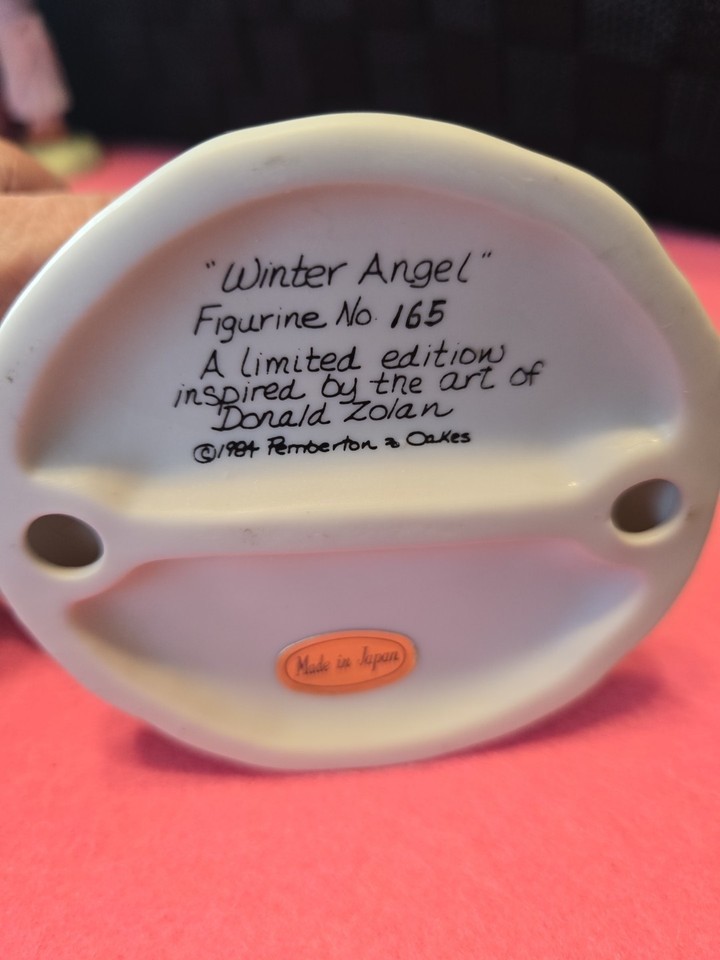 "Winter Angel"
Figurine No. 165
A limited edition
inspired by the art of
Donald Zolan
©1984 Pemberton & Oakes
Made in Japan